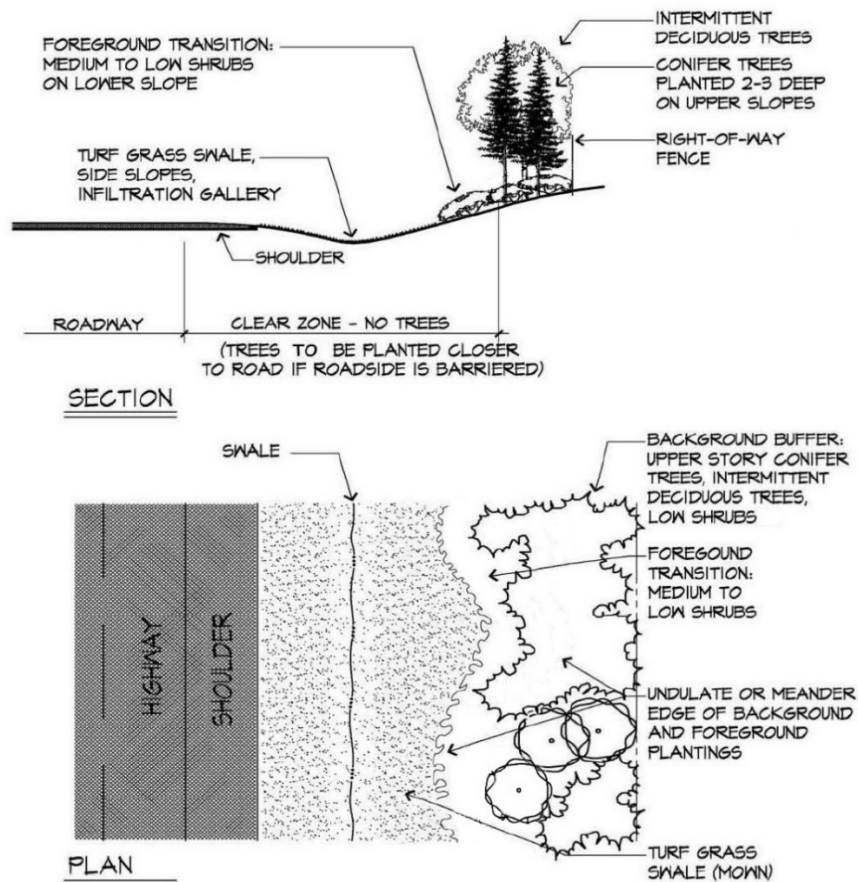 FOREGROUND TRANSITION:
MEDIUM TO LOW SHRUBS
ON LOWER SLOPE
INTERMITTENT
DECIDUOUS TREES
CONIFER TREES
PLANTED 2-3 DEEP
ON UPPER SLOPES
RIGHT-OF-WAY
FENCE
TURF GRASS SWALE,
SIDE SLOPES,
INFILTRATION GALLERY
SHOULDER
ROADWAY
CLEAR ZONE - NO TREES
(TREES TO BE PLANTED CLOSER
TO ROAD IF ROADSIDE IS BARRIERED)
SECTION
SWALE
BACKGROUND BUFFER:
UPPER STORY CONIFER
TREES, INTERMITTENT
DECIDUOUS TREES,
LOW SHRUBS
FOREGOUND
TRANSITION:
MEDIUM TO
LOW SHRUBS
HIGHWAY
SHOULDER
UNDULATE OR MEANDER
EDGE OF BACKGROUND
AND FOREGROUND
PLANTINGS
TURF GRASS
SWALE (MOWN)
PLAN